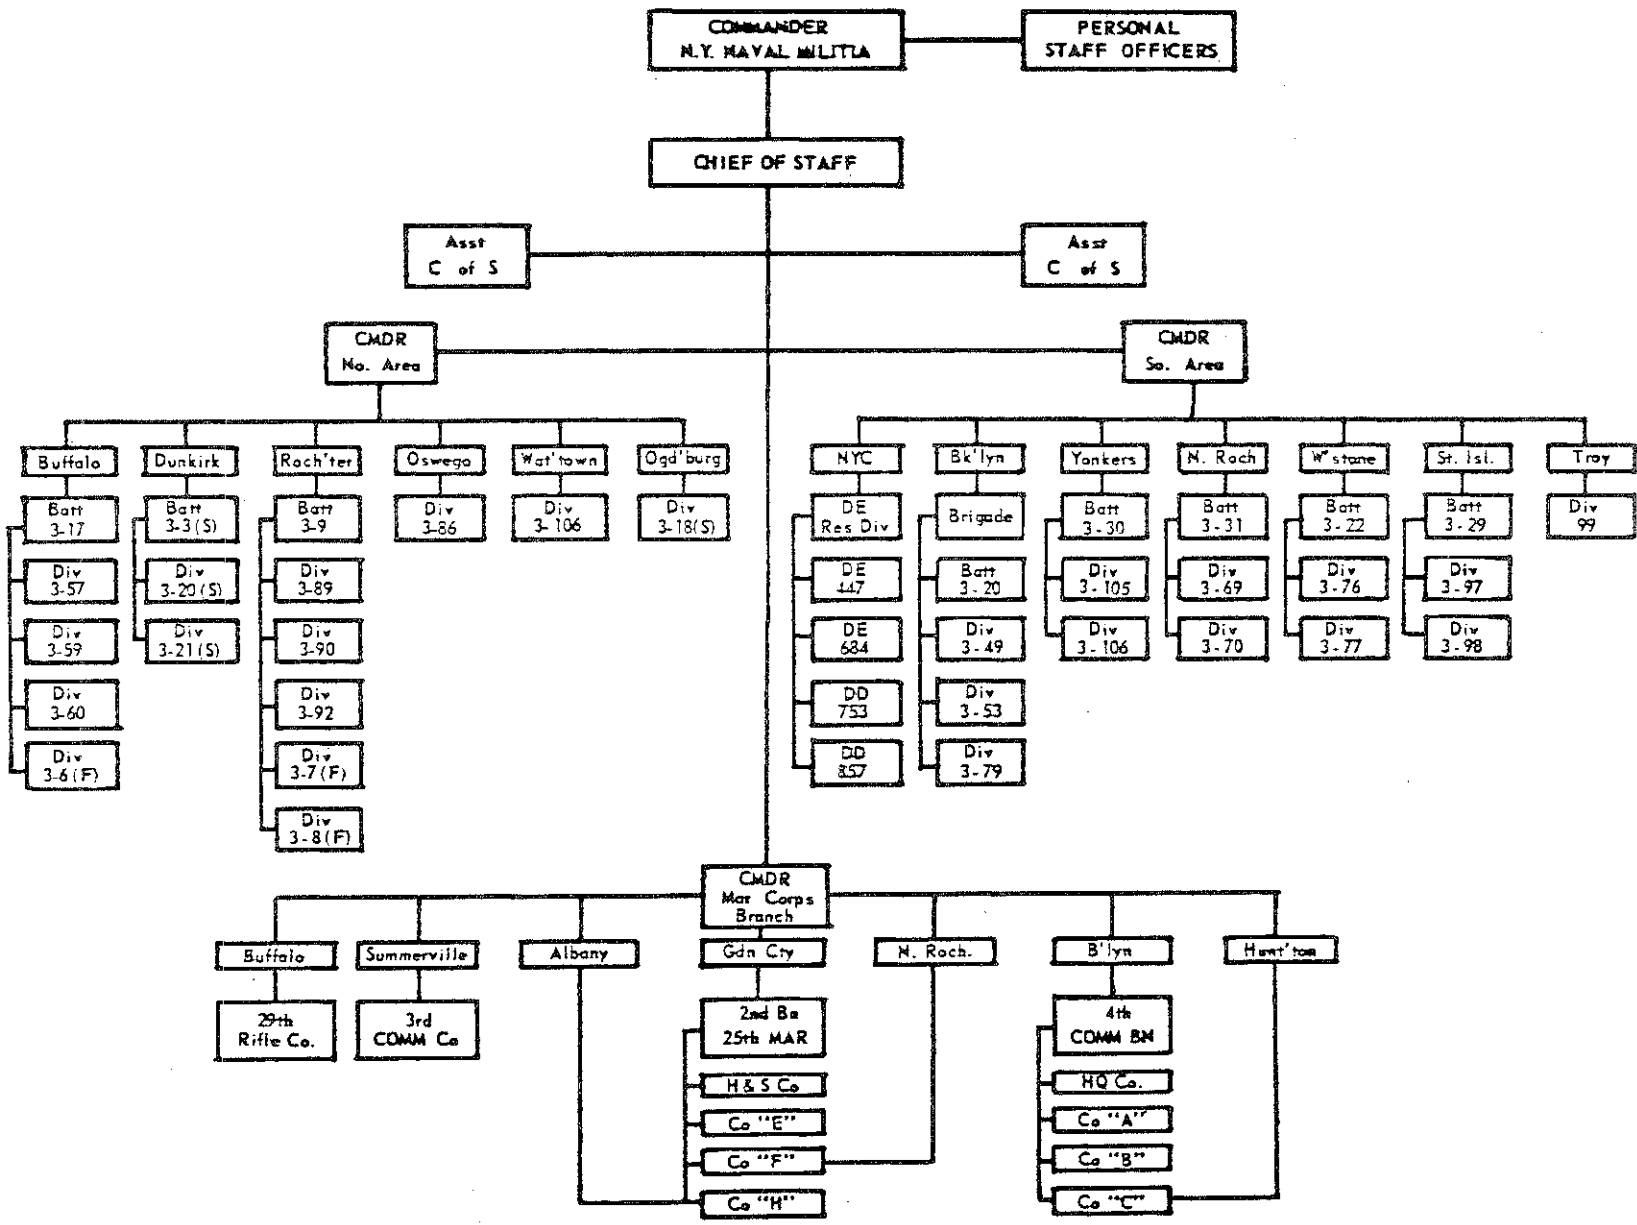 COMMANDER
N.Y. NAVAL MILITIA
PERSONAL
STAFF OFFICERS
CHIEF OF STAFF
Asst
C of S
Asst
C of S
CMDR
No. Area
CMDR
So. Area
Buffalo
Dunkirk
Roch'ter
Oswego
Wat'town
Ogd'burg
NYC
Bk'lyn
Yonkers
N. Roch
W'stone
St. Isl.
Troy
Batt
3-17
Div
3-57
Div
3-59
Div
3-60
Div
3-6(F)
Batt
3-3(S)
Div
3-20(S)
Div
3-21(S)
Batt
3-9
Div
3-89
Div
3-90
Div
3-92
Div
3-7(F)
Div
3-8(F)
Div
3-86
Div
3-106
Div
3-18(S)
DE
Res Div
DE
447
DE
684
DD
753
DD
857
Brigade
Batt
3-20
Div
3-49
Div
3-53
Div
3-79
Batt
3-30
Div
3-105
Div
3-106
Batt
3-31
Div
3-69
Div
3-70
Batt
3-22
Div
3-76
Div
3-77
Batt
3-29
Div
3-97
Div
3-98
Div
99
CMDR
Mar Corps
Branch
Buffalo
Summerville
Albany
Gdn Cty
N. Roch.
B'lyn
Hunt'ton
29th
Rifle Co.
3rd
COMM Co
2nd Bn
25th MAR
H & S Co
Co "E"
Co "F"
Co "H"
4th
COMM BN
HQ Co.
Co "A"
Co "B"
Co "C"